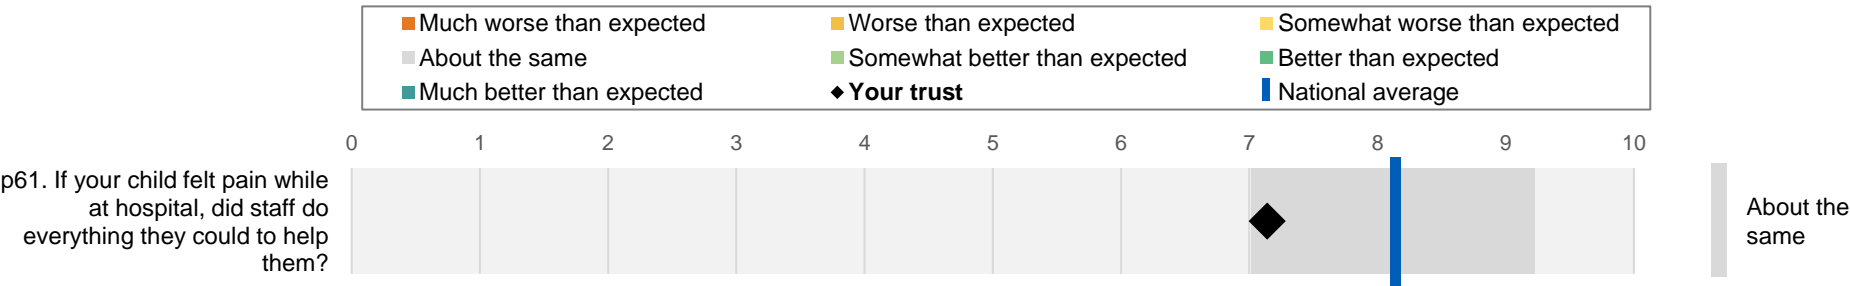 Much worse than expected
Worse than expected
Somewhat worse than expected
About the same
Somewhat better than expected
Better than expected
Much better than expected
Your trust
National average
0 1 2 3 4 5 6 7 8 9 10
p61. If your child felt pain while
at hospital, did staff do
everything they could to help
them?
About the
same